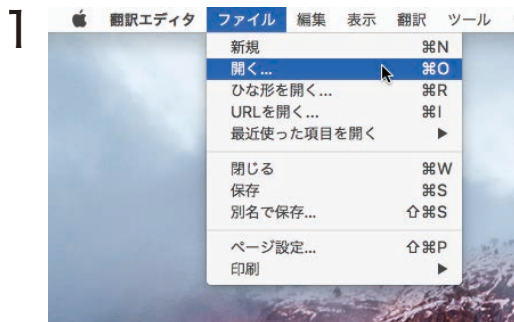 1
翻訳エディタ ファイル 編集 表示 翻訳 ツール
新規 ⌘N
開く... ⌘O
ひな形を開く... ⌘R
URLを開く... ⌘I
最近使った項目を開く ▶
閉じる ⌘W
保存 ⌘S
別名で保存... ⇧⌘S
ページ設定... ⇧⌘P
印刷 ▶